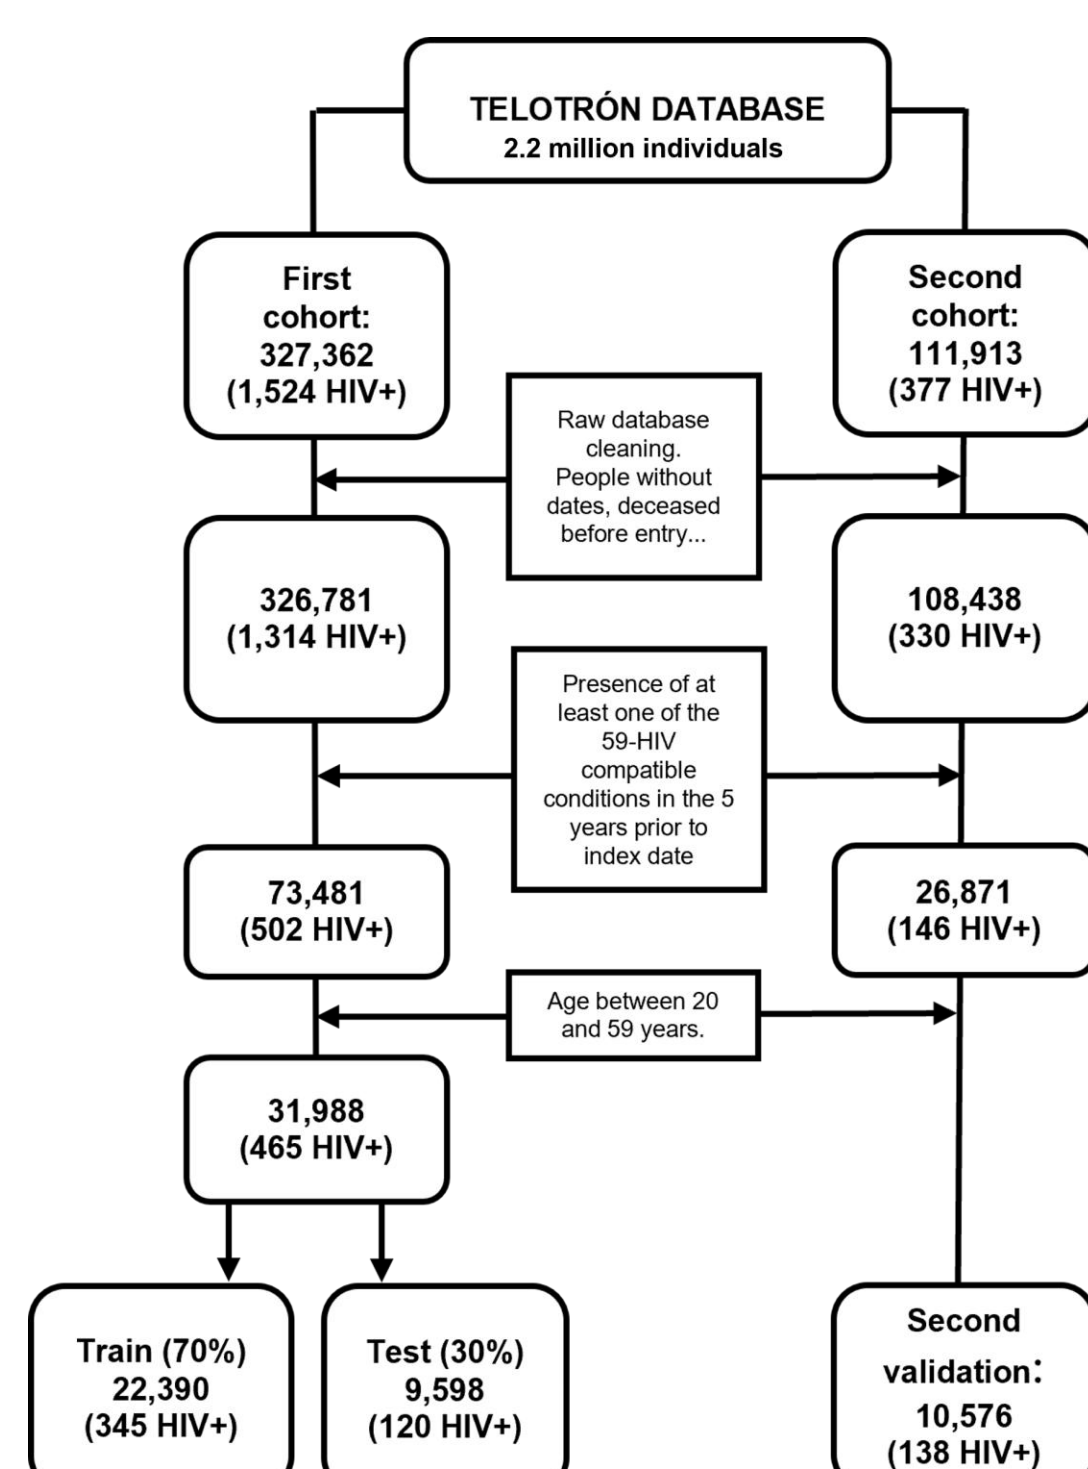 TELOTRÓN DATABASE
2.2 million individuals
First
cohort:
327,362
(1,524 HIV+)
Second
cohort:
111,913
(377 HIV+)
Raw database
cleaning.
People without
dates, deceased
before entry...
326,781
(1,314 HIV+)
108,438
(330 HIV+)
Presence of at
least one of the
59-HIV
compatible
conditions in the 5
years prior to
index date
73,481
(502 HIV+)
26,871
(146 HIV+)
Age between 20
and 59 years.
31,988
(465 HIV+)
Train (70%)
22,390
(345 HIV+)
Test (30%)
9,598
(120 HIV+)
Second
validation:
10,576
(138 HIV+)